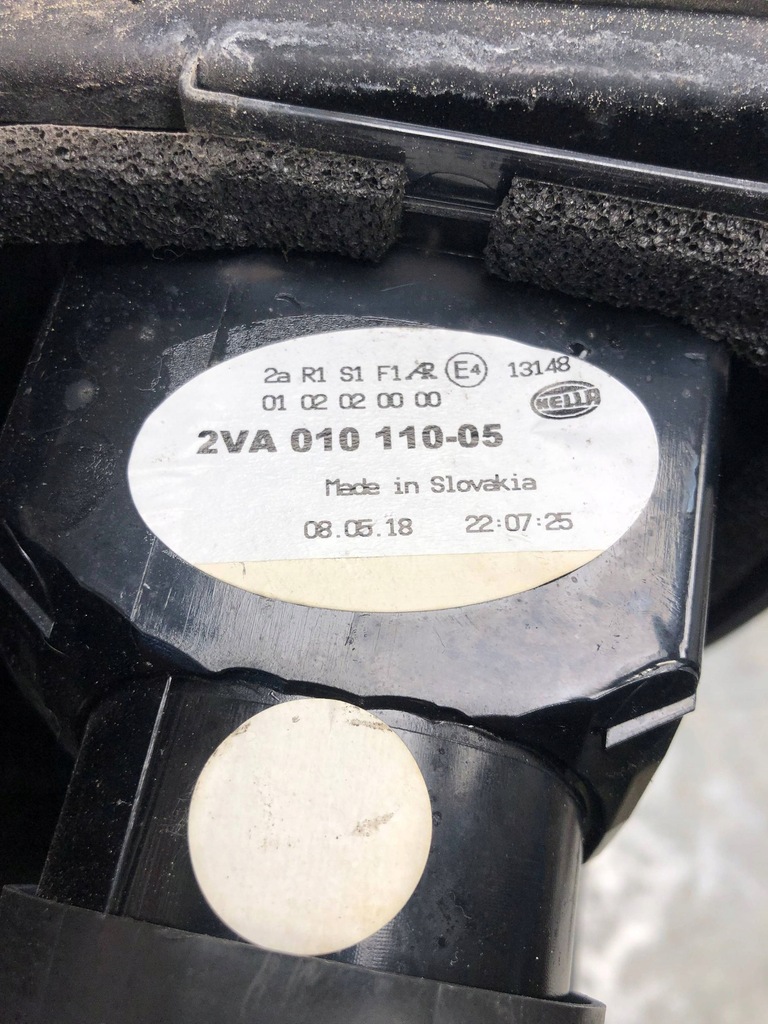 2a R1 S1 F1 AR E4 13148
01 02 02 00 00
HELLA
2VA 010 110-05
Made in Slovakia
08.05.18 22:07:25